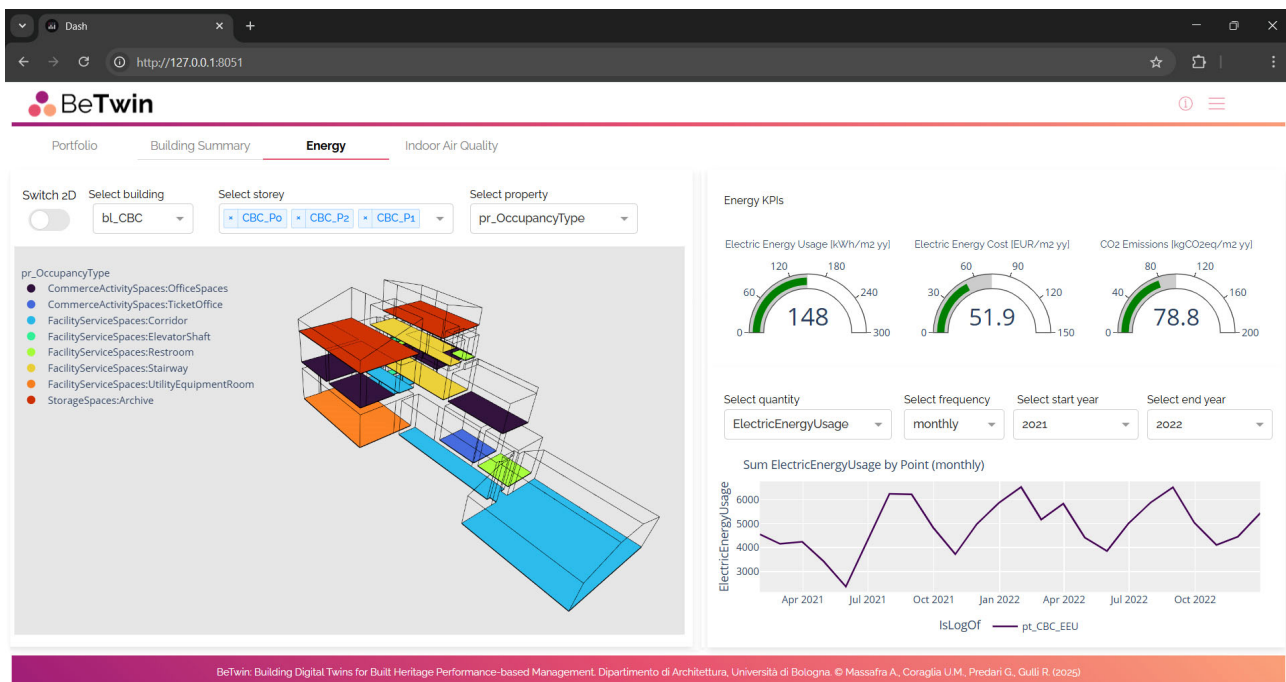 Dash
http://127.0.0.1:8051
BeTwin
Portfolio Building Summary Energy Indoor Air Quality
Switch 2D Select building Select storey Select property
bl_CBC × CBC_P0 × CBC_P2 × CBC_P1 pr_OccupancyType
pr_OccupancyType
CommerceActivitySpaces:OfficeSpaces
CommerceActivitySpaces:TicketOffice
FacilityServiceSpaces:Corridor
FacilityServiceSpaces:ElevatorShaft
FacilityServiceSpaces:Restroom
FacilityServiceSpaces:Stairway
FacilityServiceSpaces:UtilityEquipmentRoom
StorageSpaces:Archive
Energy KPIs
Electric Energy Usage [kWh/m2 yy] Electric Energy Cost [EUR/m2 yy] CO2 Emissions [kgCO2eq/m2 yy]
120 180 60 90 80 120
60 240 30 120 40 160
148 51.9 78.8
0 300 0 150 0 200
Select quantity Select frequency Select start year Select end year
ElectricEnergyUsage monthly 2021 2022
Sum ElectricEnergyUsage by Point (monthly)
ElectricEnergyUsage
6000
5000
4000
3000
Apr 2021 Jul 2021 Oct 2021 Jan 2022 Apr 2022 Jul 2022 Oct 2022
IsLogOf pt_CBC_EEU
BeTwin: Building Digital Twins for Built Heritage Performance-based Management. Dipartimento di Architettura, Università di Bologna. © Massafra A., Coraglia U.M., Predari G., Gulli R. (2025)